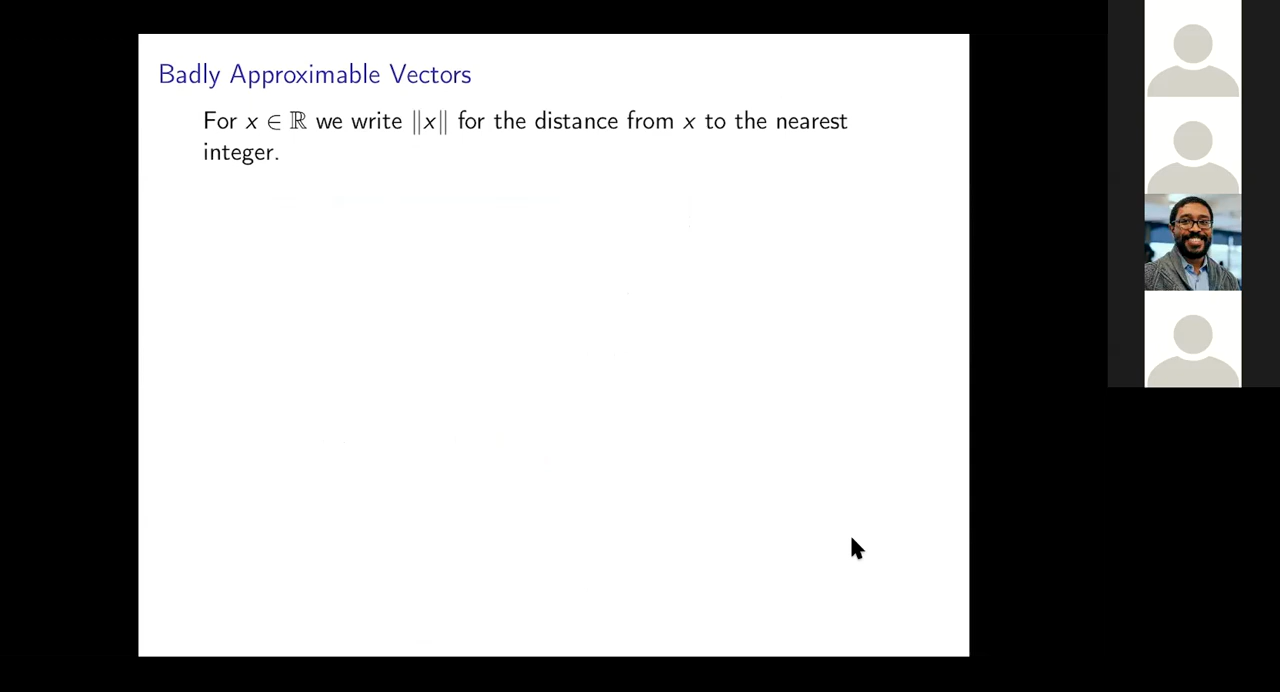 Badly Approximable Vectors
For x ∈ ℝ we write ‖x‖ for the distance from x to the nearest
integer.